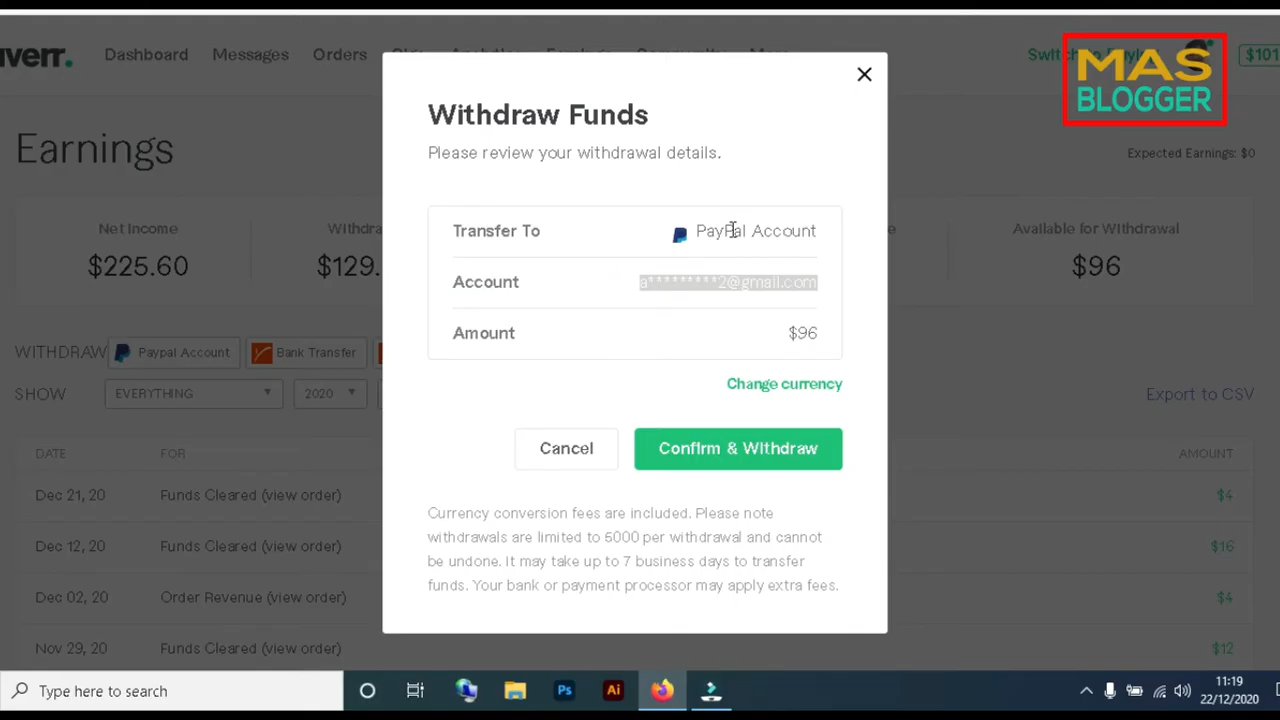 verr.
Dashboard
Messages
Orders
$101
MAS
BLOGGER
Earnings
Expected Earnings: $0
Net Income
$225.60
$129.
Available for Withdrawal
$96
WITHDRAW
Paypal Account
Bank Transfer
SHOW
EVERYTHING
2020
Export to CSV
DATE
FOR
AMOUNT
Dec 21, 20
Funds Cleared (view order)
$4
Dec 12, 20
Funds Cleared (view order)
$16
Dec 02, 20
Order Revenue (view order)
$4
Nov 29, 20
Funds Cleared (view order)
$12
Withdraw Funds
Please review your withdrawal details.
Transfer To
PayPal Account
Account
a*********2@gmail.com
Amount
$96
Change currency
Cancel
Confirm & Withdraw
Currency conversion fees are included. Please note
withdrawals are limited to 5000 per withdrawal and cannot
be undone. It may take up to 7 business days to transfer
funds. Your bank or payment processor may apply extra fees.
Type here to search
Ps
Ai
11:19
22/12/2020